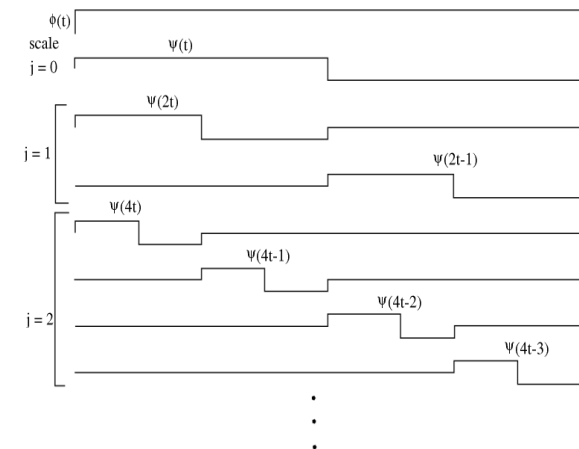 ϕ(t)
scale
ψ(t)
j = 0
ψ(2t)
j = 1
ψ(2t-1)
ψ(4t)
ψ(4t-1)
ψ(4t-2)
j = 2
ψ(4t-3)